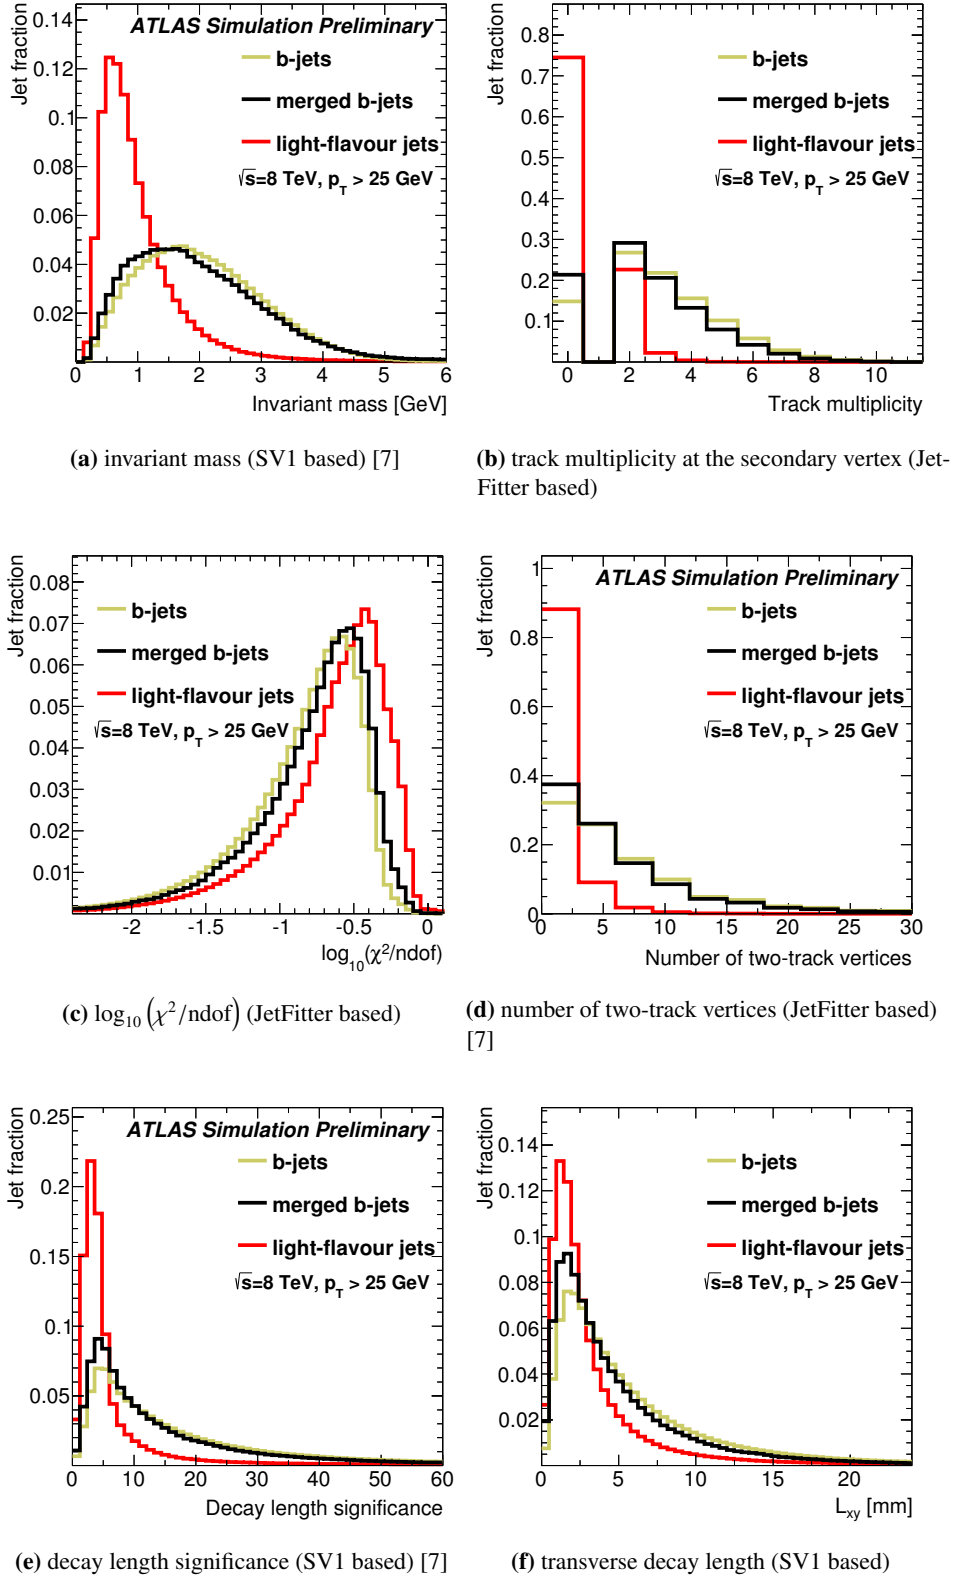 Jet fraction
ATLAS Simulation Preliminary
b-jets
merged b-jets
light-flavour jets
√s=8 TeV, p_T > 25 GeV
0.14
0.12
0.1
0.08
0.06
0.04
0.02
0 1 2 3 4 5 6
Invariant mass [GeV]
(a) invariant mass (SV1 based) [7]
Jet fraction
b-jets
merged b-jets
light-flavour jets
√s=8 TeV, p_T > 25 GeV
0.8
0.7
0.6
0.5
0.4
0.3
0.2
0.1
0 2 4 6 8 10
Track multiplicity
(b) track multiplicity at the secondary vertex (Jet-
Fitter based)
Jet fraction
b-jets
merged b-jets
light-flavour jets
√s=8 TeV, p_T > 25 GeV
0.08
0.07
0.06
0.05
0.04
0.03
0.02
0.01
-2 -1.5 -1 -0.5 0
log₁₀(χ²/ndof)
(c) log₁₀ (χ²/ndof) (JetFitter based)
Jet fraction
ATLAS Simulation Preliminary
b-jets
merged b-jets
light-flavour jets
√s=8 TeV, p_T > 25 GeV
1
0.8
0.6
0.4
0.2
0
0 5 10 15 20 25 30
Number of two-track vertices
(d) number of two-track vertices (JetFitter based)
[7]
Jet fraction
ATLAS Simulation Preliminary
b-jets
merged b-jets
light-flavour jets
√s=8 TeV, p_T > 25 GeV
0.25
0.2
0.15
0.1
0.05
0 10 20 30 40 50 60
Decay length significance
(e) decay length significance (SV1 based) [7]
Jet fraction
b-jets
merged b-jets
light-flavour jets
√s=8 TeV, p_T > 25 GeV
0.14
0.12
0.1
0.08
0.06
0.04
0.02
0 5 10 15 20
L_xy [mm]
(f) transverse decay length (SV1 based)